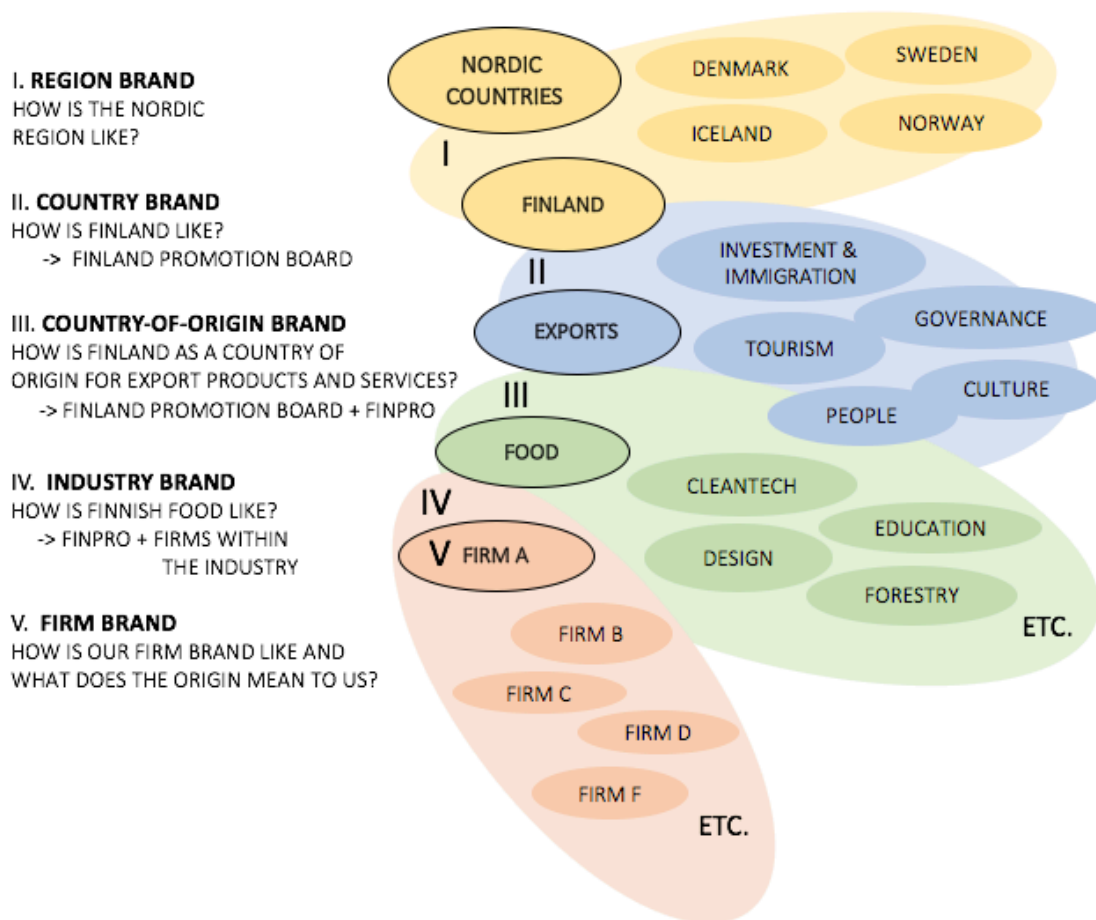 I. REGION BRAND
HOW IS THE NORDIC
REGION LIKE?
II. COUNTRY BRAND
HOW IS FINLAND LIKE?
-> FINLAND PROMOTION BOARD
III. COUNTRY-OF-ORIGIN BRAND
HOW IS FINLAND AS A COUNTRY OF
ORIGIN FOR EXPORT PRODUCTS AND SERVICES?
-> FINLAND PROMOTION BOARD + FINPRO
IV. INDUSTRY BRAND
HOW IS FINNISH FOOD LIKE?
-> FINPRO + FIRMS WITHIN
THE INDUSTRY
V. FIRM BRAND
HOW IS OUR FIRM BRAND LIKE AND
WHAT DOES THE ORIGIN MEAN TO US?
NORDIC
COUNTRIES
DENMARK
SWEDEN
ICELAND
NORWAY
I
FINLAND
II
INVESTMENT &
IMMIGRATION
GOVERNANCE
EXPORTS
TOURISM
CULTURE
PEOPLE
III
FOOD
CLEANTECH
EDUCATION
DESIGN
FORESTRY
ETC.
IV
V FIRM A
FIRM B
FIRM C
FIRM D
FIRM F
ETC.